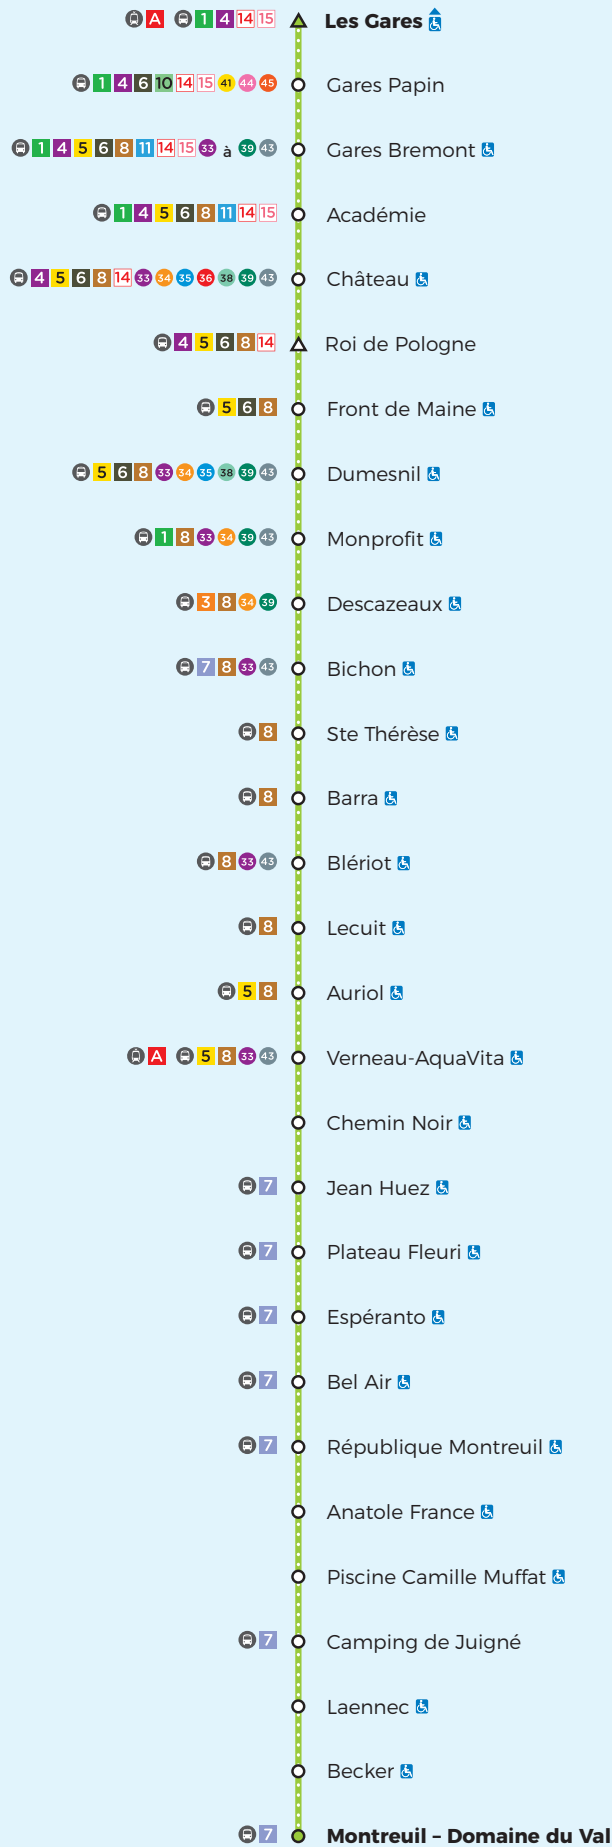 A 1 4 14 15 Les Gares
1 4 6 10 14 15 41 44 45 Gares Papin
1 4 5 6 8 11 14 15 33 à 39 43 Gares Bremont
1 4 5 6 8 11 14 15 Académie
4 5 6 8 14 33 34 35 36 38 39 43 Château
4 5 6 8 14 Roi de Pologne
5 6 8 Front de Maine
5 6 8 33 34 35 38 39 43 Dumesnil
1 8 33 34 39 43 Monprofit
3 8 34 39 Descazeaux
7 8 33 43 Bichon
8 Ste Thérèse
8 Barra
8 33 43 Blériot
8 Lecuit
5 8 Auriol
A 5 8 33 43 Verneau-AquaVita
Chemin Noir
7 Jean Huez
7 Plateau Fleuri
7 Espéranto
7 Bel Air
7 République Montreuil
Anatole France
Piscine Camille Muffat
7 Camping de Juigné
Laennec
Becker
7 Montreuil – Domaine du Val